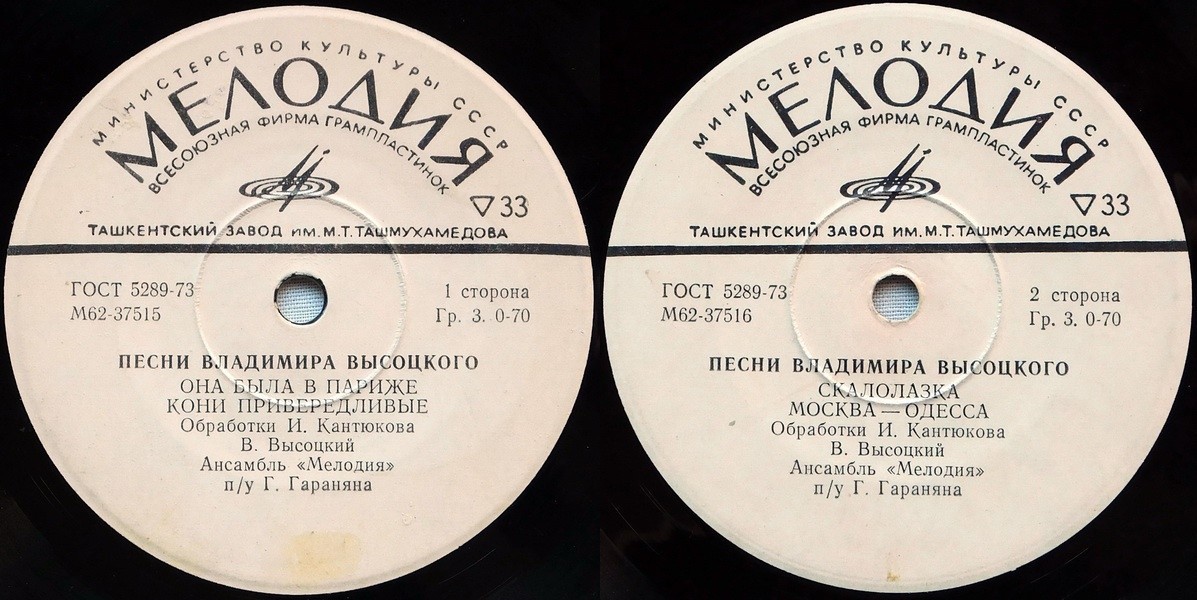 МИНИСТЕРСТВО КУЛЬТУРЫ СССР
МЕЛОДИЯ
ВСЕСОЮЗНАЯ ФИРМА ГРАМПЛАСТИНОК
▽33
ТАШКЕНТСКИЙ ЗАВОД ИМ. М.Т.ТАШМУХАМЕДОВА
ГОСТ 5289-73
М62-37515
1 сторона
Гр. 3. 0-70
ПЕСНИ ВЛАДИМИРА ВЫСОЦКОГО
ОНА БЫЛА В ПАРИЖЕ
КОНИ ПРИВЕРЕДЛИВЫЕ
Обработки И. Кантюкова
В. Высоцкий
Ансамбль «Мелодия»
п/у Г. Гараняна
МИНИСТЕРСТВО КУЛЬТУРЫ СССР
МЕЛОДИЯ
ВСЕСОЮЗНАЯ ФИРМА ГРАМПЛАСТИНОК
▽33
ТАШКЕНТСКИЙ ЗАВОД ИМ. М.Т.ТАШМУХАМЕДОВА
ГОСТ 5289-73
М62-37516
2 сторона
Гр. 3. 0-70
ПЕСНИ ВЛАДИМИРА ВЫСОЦКОГО
СКАЛОЛАЗКА
МОСКВА — ОДЕССА
Обработки И. Кантюкова
В. Высоцкий
Ансамбль «Мелодия»
п/у Г. Гараняна